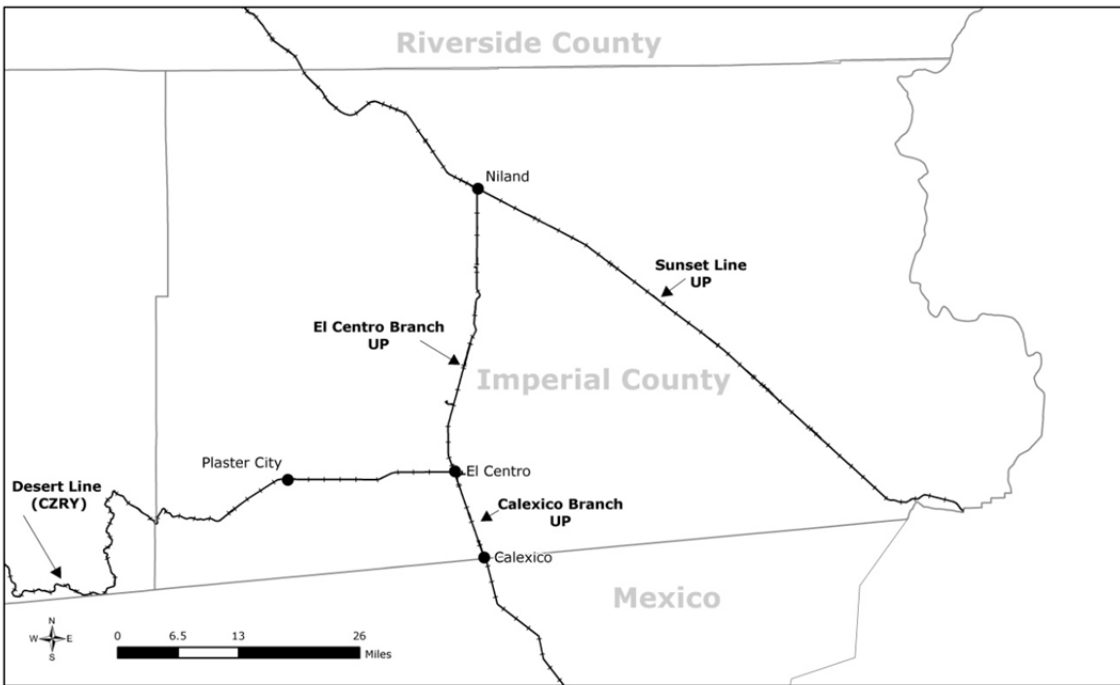 Riverside County
Niland
Sunset Line
UP
El Centro Branch
UP
Imperial County
Plaster City
El Centro
Desert Line
(CZRY)
Calexico Branch
UP
Calexico
Mexico
N
W E
S
0 6.5 13 26
Miles